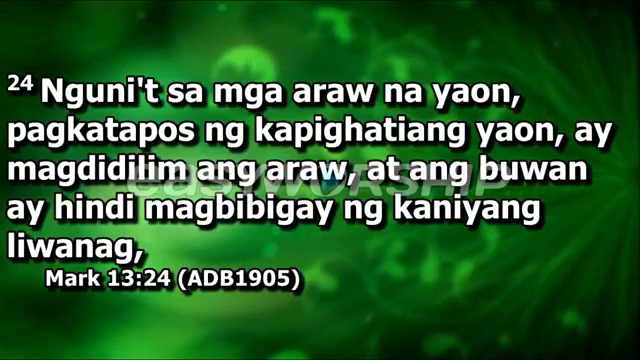 24 Nguni't sa mga araw na yaon,
pagkatapos ng kapighatiang yaon, ay
magdidilim ang araw, at ang buwan
easyworship
ay hindi magbibigay ng kaniyang
liwanag,
Mark 13:24 (ADB1905)